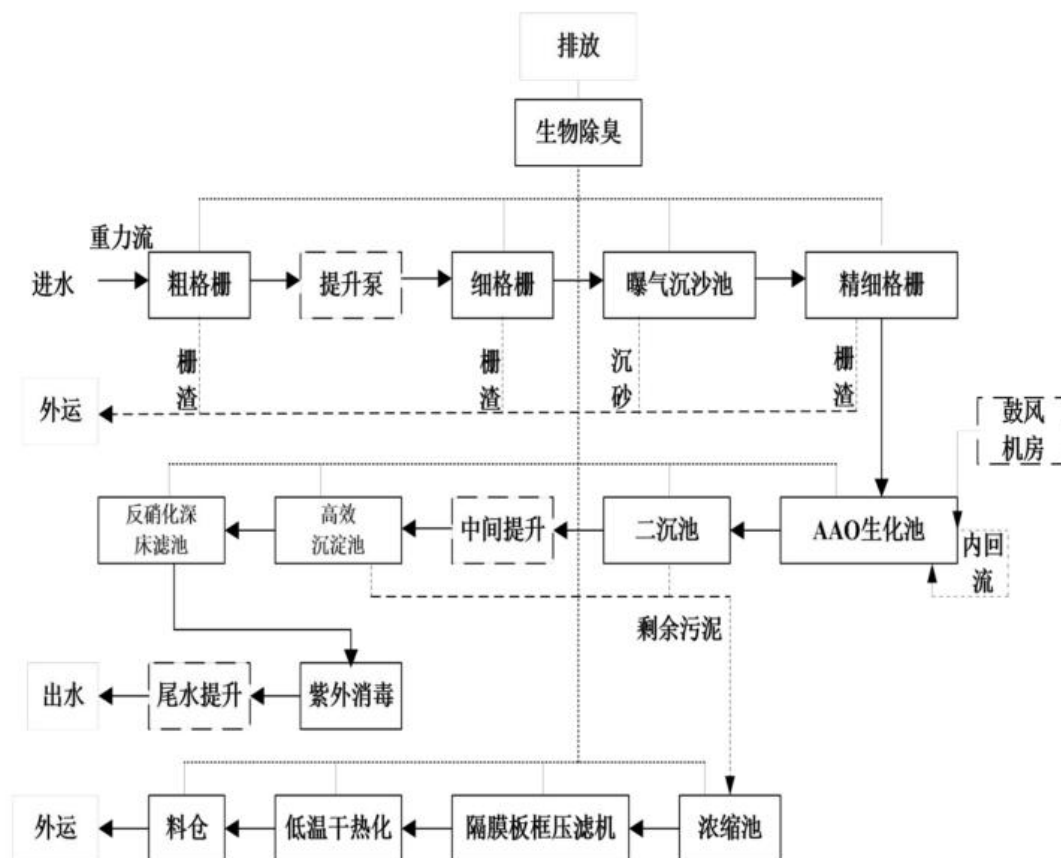 排放
生物除臭
重力流
进水
粗格栅
提升泵
细格栅
曝气沉沙池
精细格栅
栅
渣
栅
渣
沉
砂
栅
渣
外运
鼓风
机房
反硝化深
床滤池
高效
沉淀池
中间提升
二沉池
AAO生化池
内回
流
剩余污泥
出水
尾水提升
紫外消毒
外运
料仓
低温干热化
隔膜板框压滤机
浓缩池